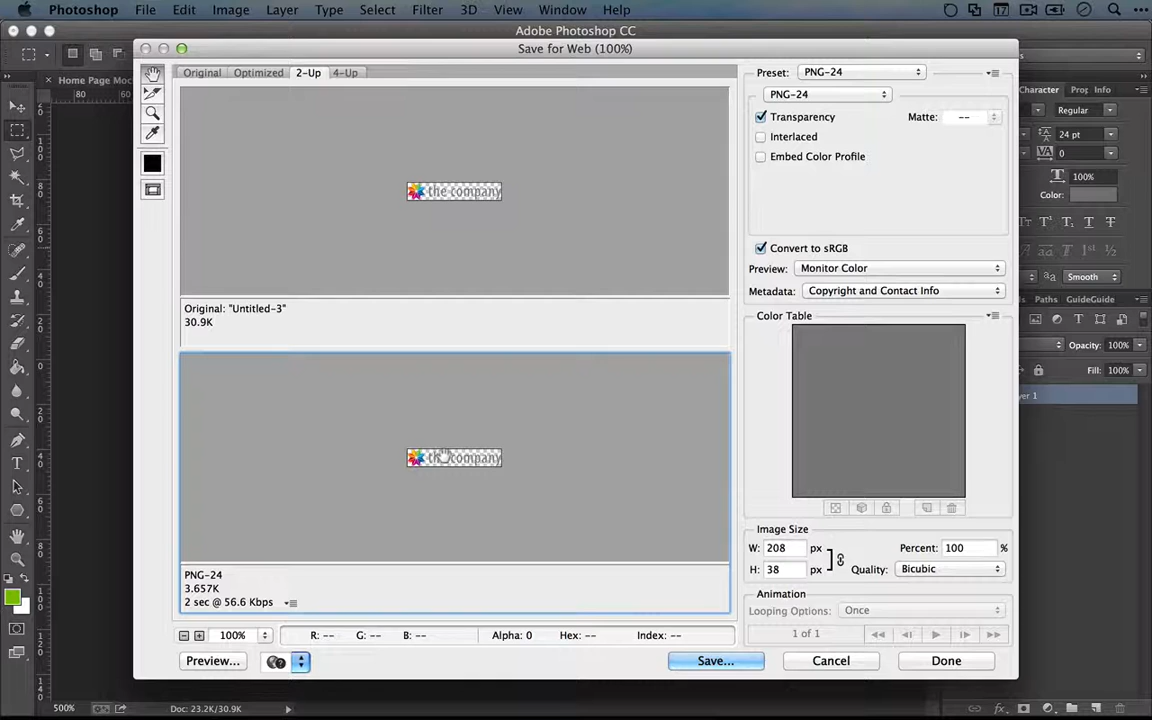 Photoshop File Edit Image Layer Type Select Filter 3D View Window Help 17
Adobe Photoshop CC
Save for Web (100%)
Home Page Moc
80 60
Original Optimized 2-Up 4-Up
the company
Original: "Untitled-3"
30.9K
the company
PNG-24
3.657K
2 sec @ 56.6 Kbps
100% R: -- G: -- B: -- Alpha: 0 Hex: -- Index: --
Preview... Save... Cancel Done
Preset: PNG-24
PNG-24
Transparency Matte: --
Interlaced
Embed Color Profile
Convert to sRGB
Preview: Monitor Color
Metadata: Copyright and Contact Info
Color Table
Image Size
W: 208 px Percent: 100 %
H: 38 px Quality: Bicubic
Animation
Looping Options: Once
1 of 1
Character Prop Info
Regular
24 pt
0
100%
Color:
Smooth
Paths GuideGuide
Opacity: 100%
Fill: 100%
yer 1
500% Doc: 23.2K/30.9K